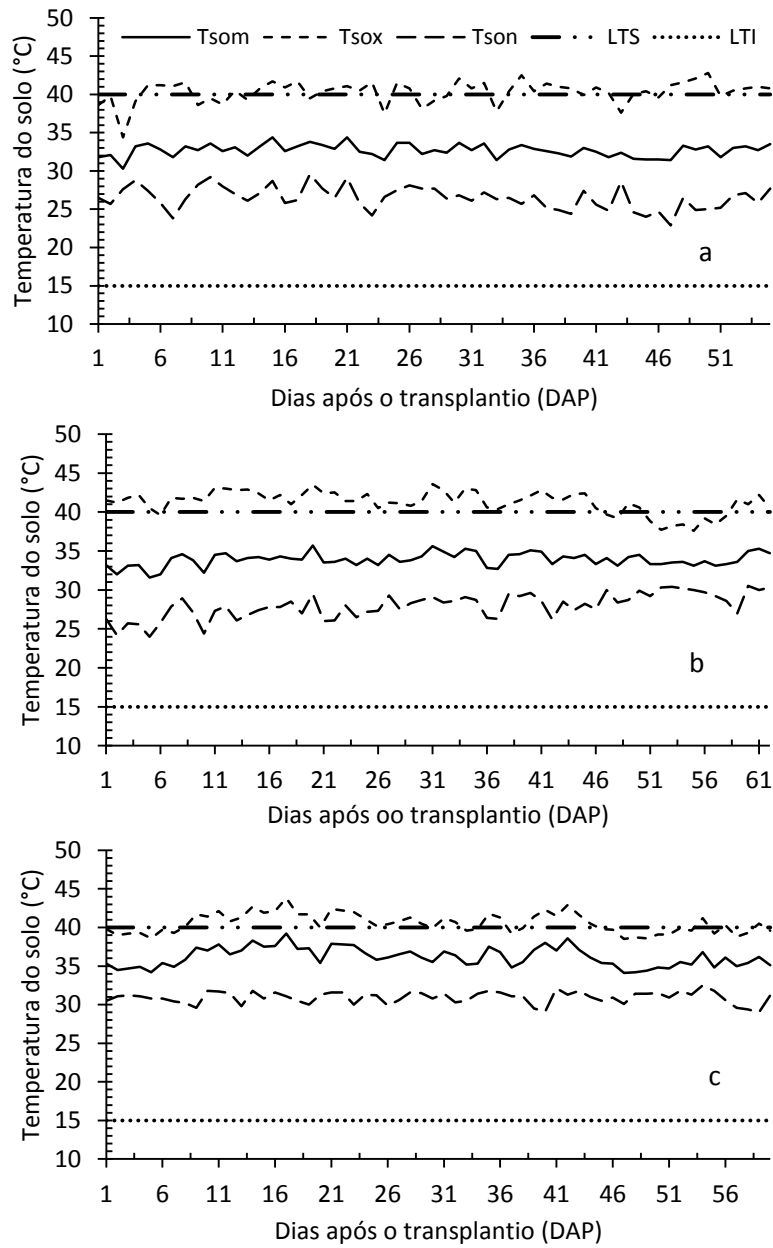 Tsom Tsox Tson LTS LTI
Temperatura do solo (°C)
50
45
40
35
30
25
20
15
10
a
1 6 11 16 21 26 31 36 41 46 51
Dias após o transplantio (DAP)
Temperatura do solo (°C)
50
45
40
35
30
25
20
15
10
b
1 6 11 16 21 26 31 36 41 46 51 56 61
Dias após oo transplantio (DAP)
Temperatura do solo (°C)
50
45
40
35
30
25
20
15
10
c
1 6 11 16 21 26 31 36 41 46 51 56
Dias após o transplantio (DAP)